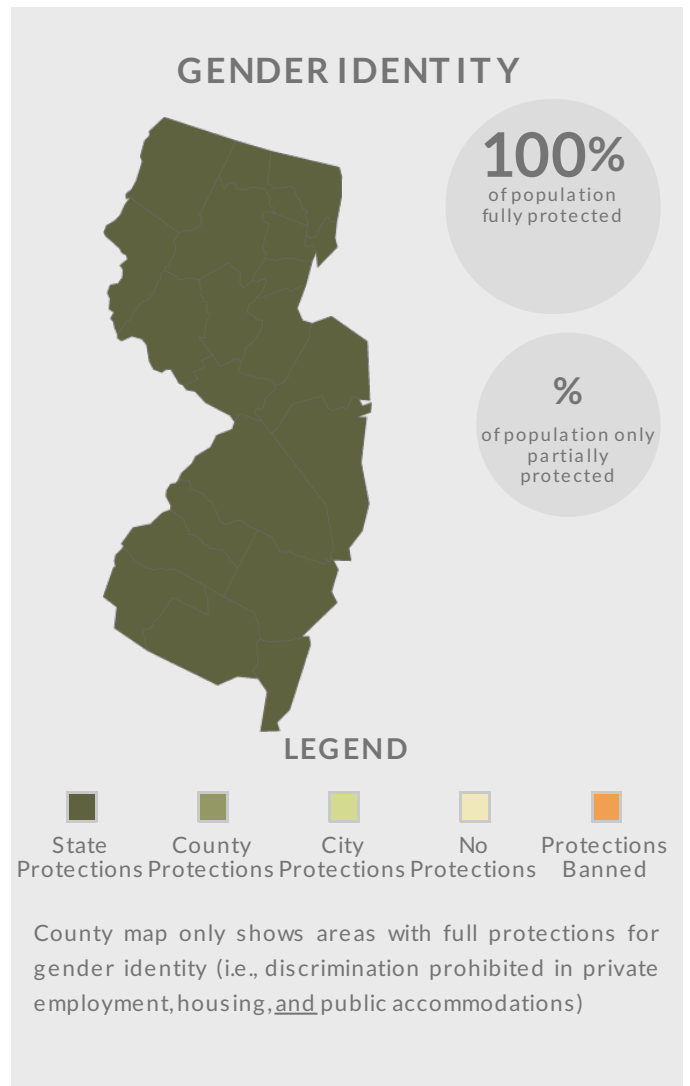 GENDER IDENTITY
100%
of population
fully protected
%
of population only
partially
protected
LEGEND
State
Protections
County
Protections
City
Protections
No
Protections
Protections
Banned
County map only shows areas with full protections for
gender identity (i.e., discrimination prohibited in private
employment, housing, and public accommodations)